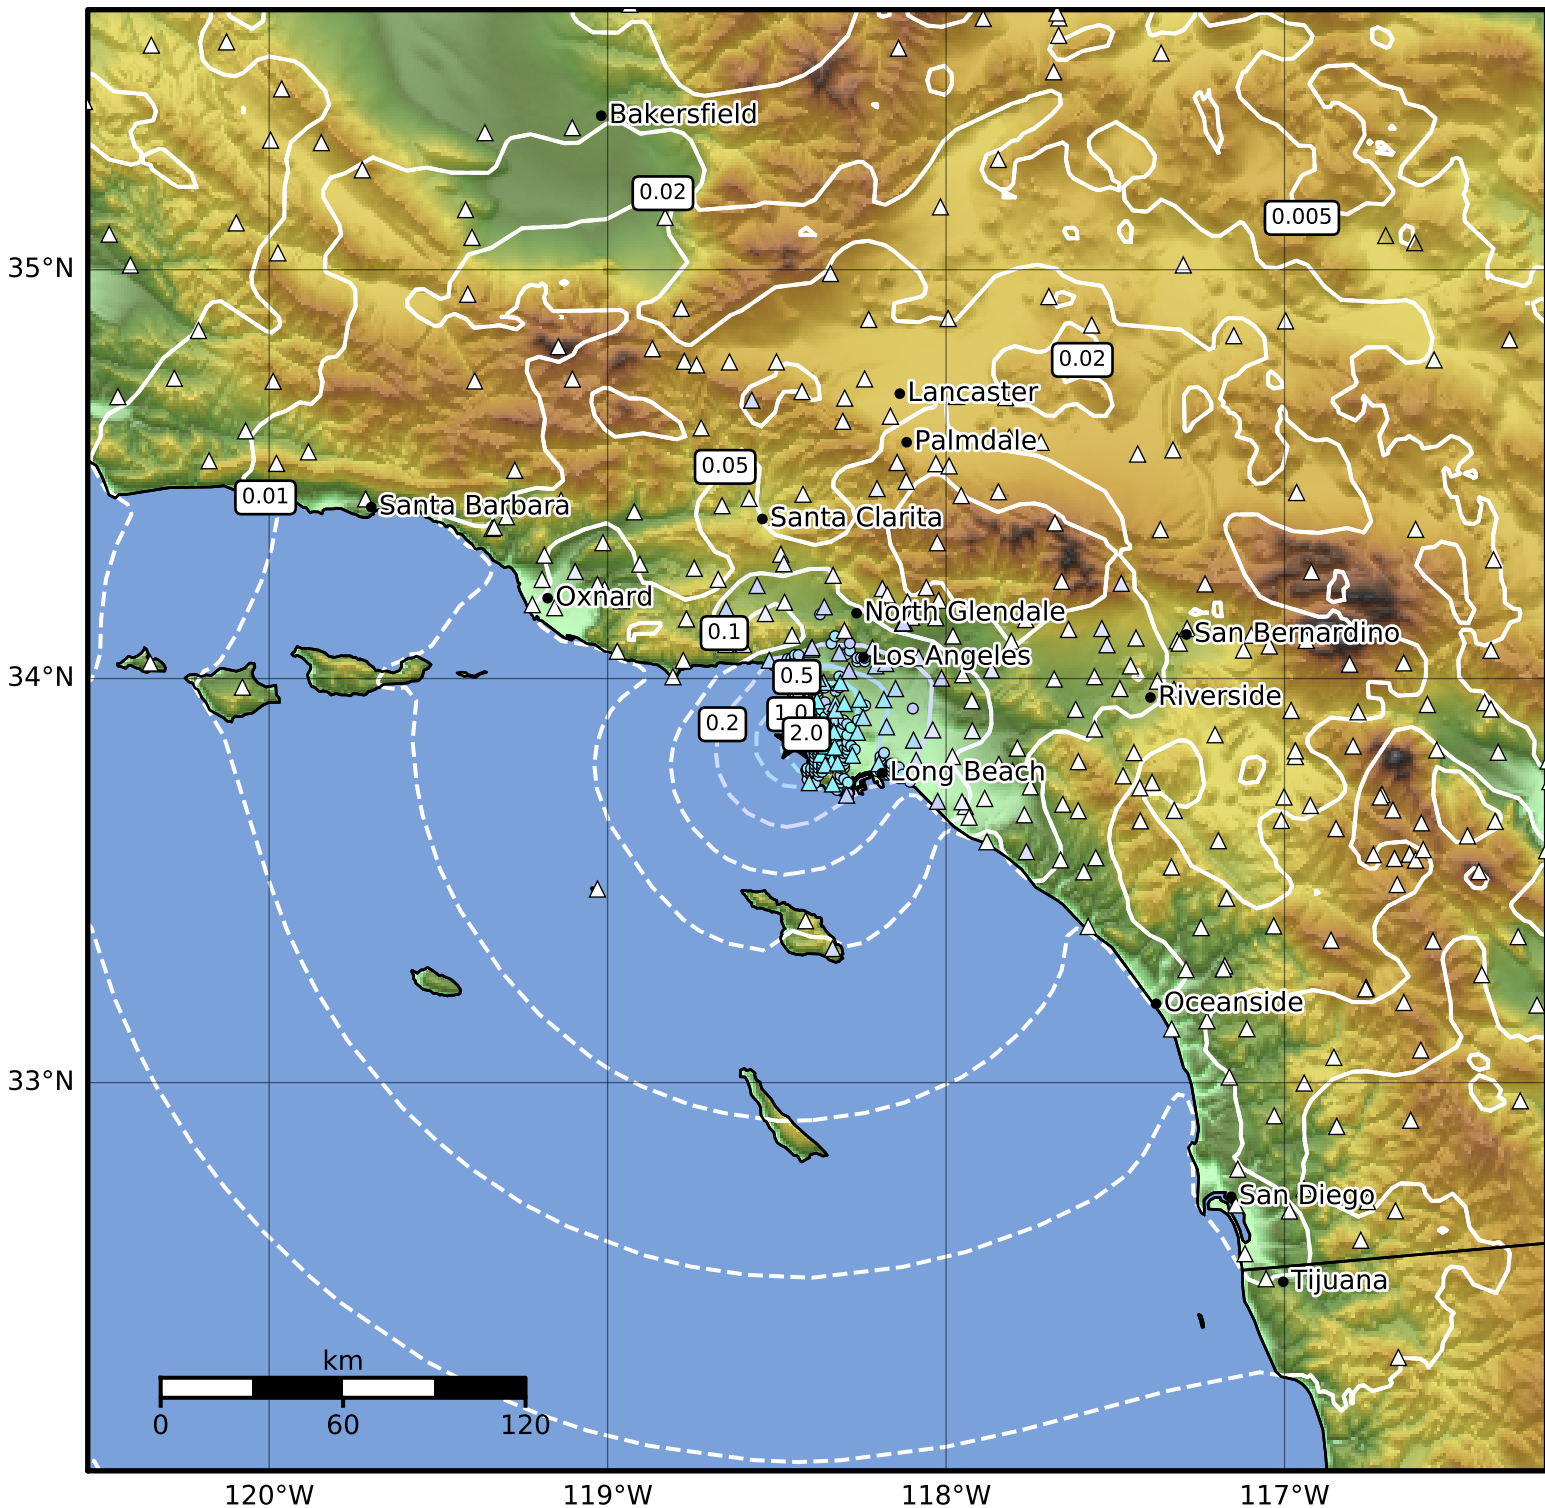 Bakersfield
0.02
0.005
35°N
0.02
Lancaster
Palmdale
0.05
0.01
Santa Barbara
Santa Clarita
Oxnard
North Glendale
0.1
San Bernardino
Los Angeles
34°N
0.5
Riverside
1.0
0.2
2.0
Long Beach
Oceanside
33°N
San Diego
Tijuana
km
0
60
120
120°W
119°W
118°W
117°W